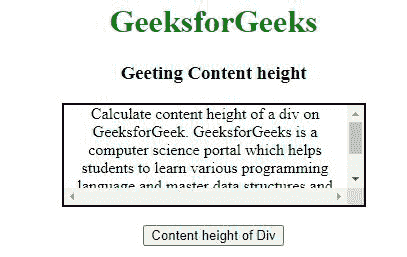 GeeksforGeeks
Geeting Content height
Calculate content height of a div on
GeeksforGeek. GeeksforGeeks is a
computer science portal which helps
students to learn various programming
language and master data structures and
Content height of Div